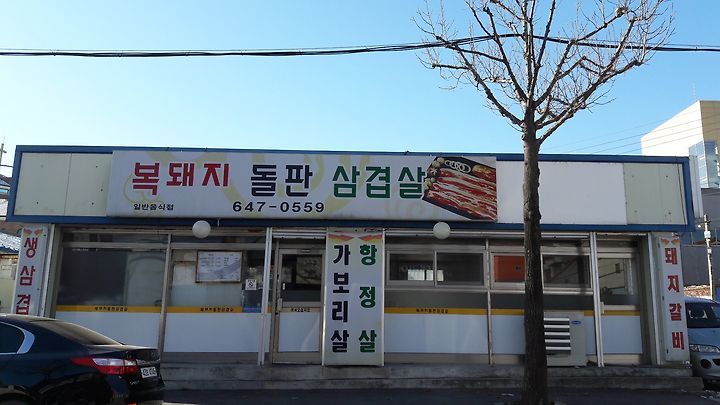 복돼지 돌판 삼겹살
일반음식점
647-0559
생삼겹
가보리살
항정살
돼지갈비